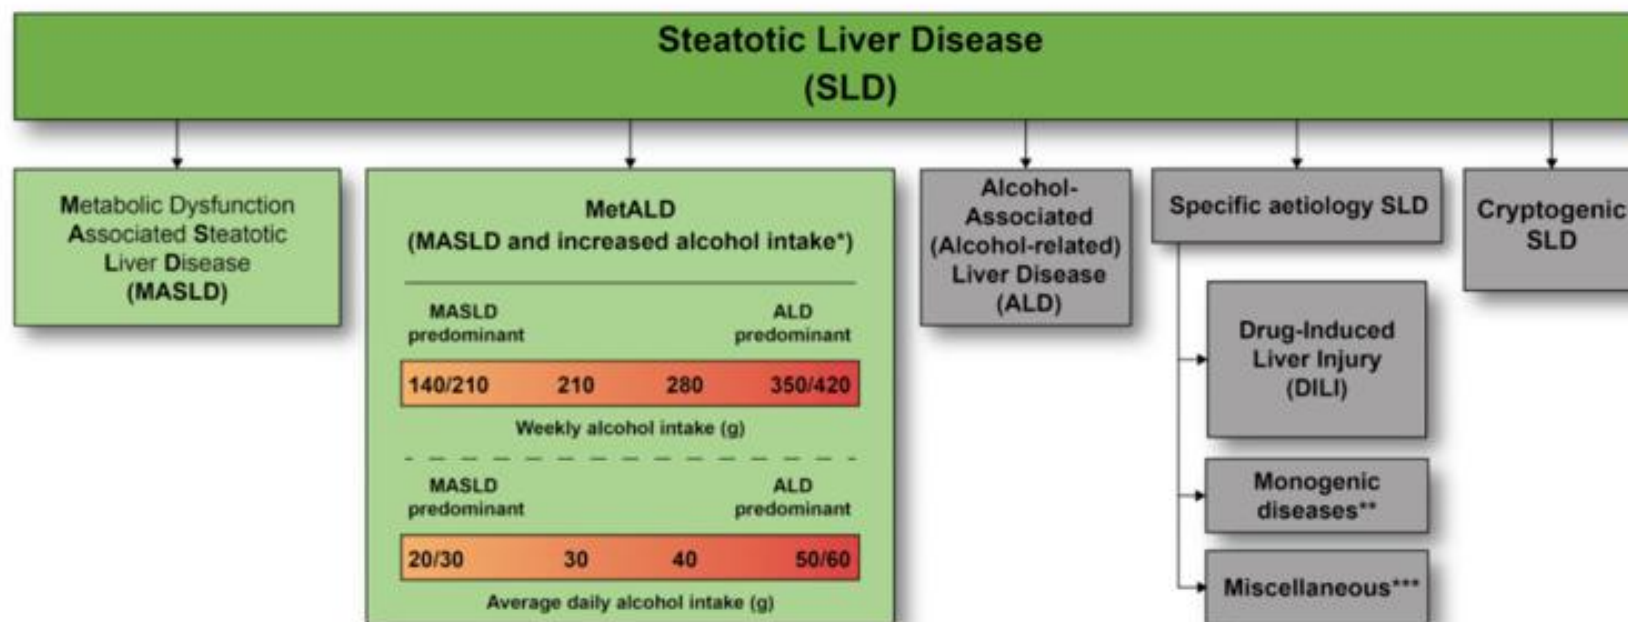 Steatotic Liver Disease
(SLD)
Metabolic Dysfunction
Associated Steatotic
Liver Disease
(MASLD)
MetALD
(MASLD and increased alcohol intake*)
MASLD
predominant
ALD
predominant
140/210 210 280 350/420
Weekly alcohol intake (g)
MASLD
predominant
ALD
predominant
20/30 30 40 50/60
Average daily alcohol intake (g)
Alcohol-
Associated
(Alcohol-related)
Liver Disease
(ALD)
Specific aetiology SLD
Drug-Induced
Liver Injury
(DILI)
Monogenic
diseases**
Miscellaneous***
Cryptogenic
SLD